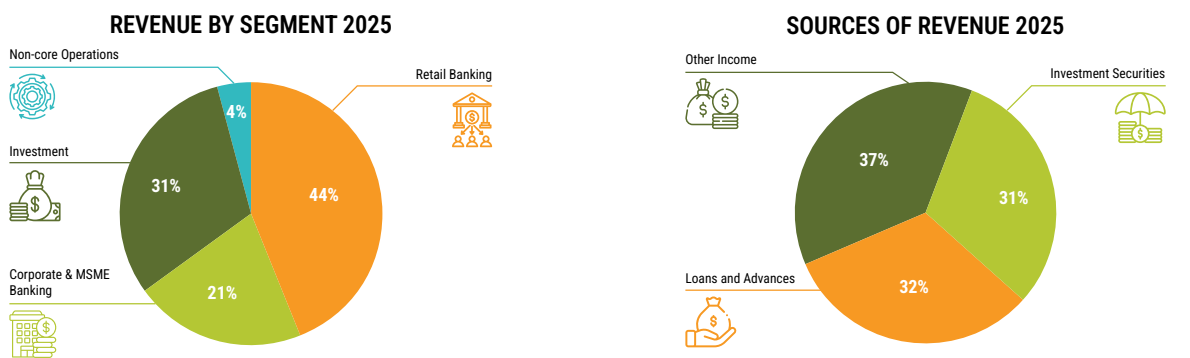 REVENUE BY SEGMENT 2025
Non-core Operations
Retail Banking
4%
Investment
31%
44%
Corporate & MSME
Banking
21%
SOURCES OF REVENUE 2025
Other Income
Investment Securities
37%
31%
Loans and Advances
32%